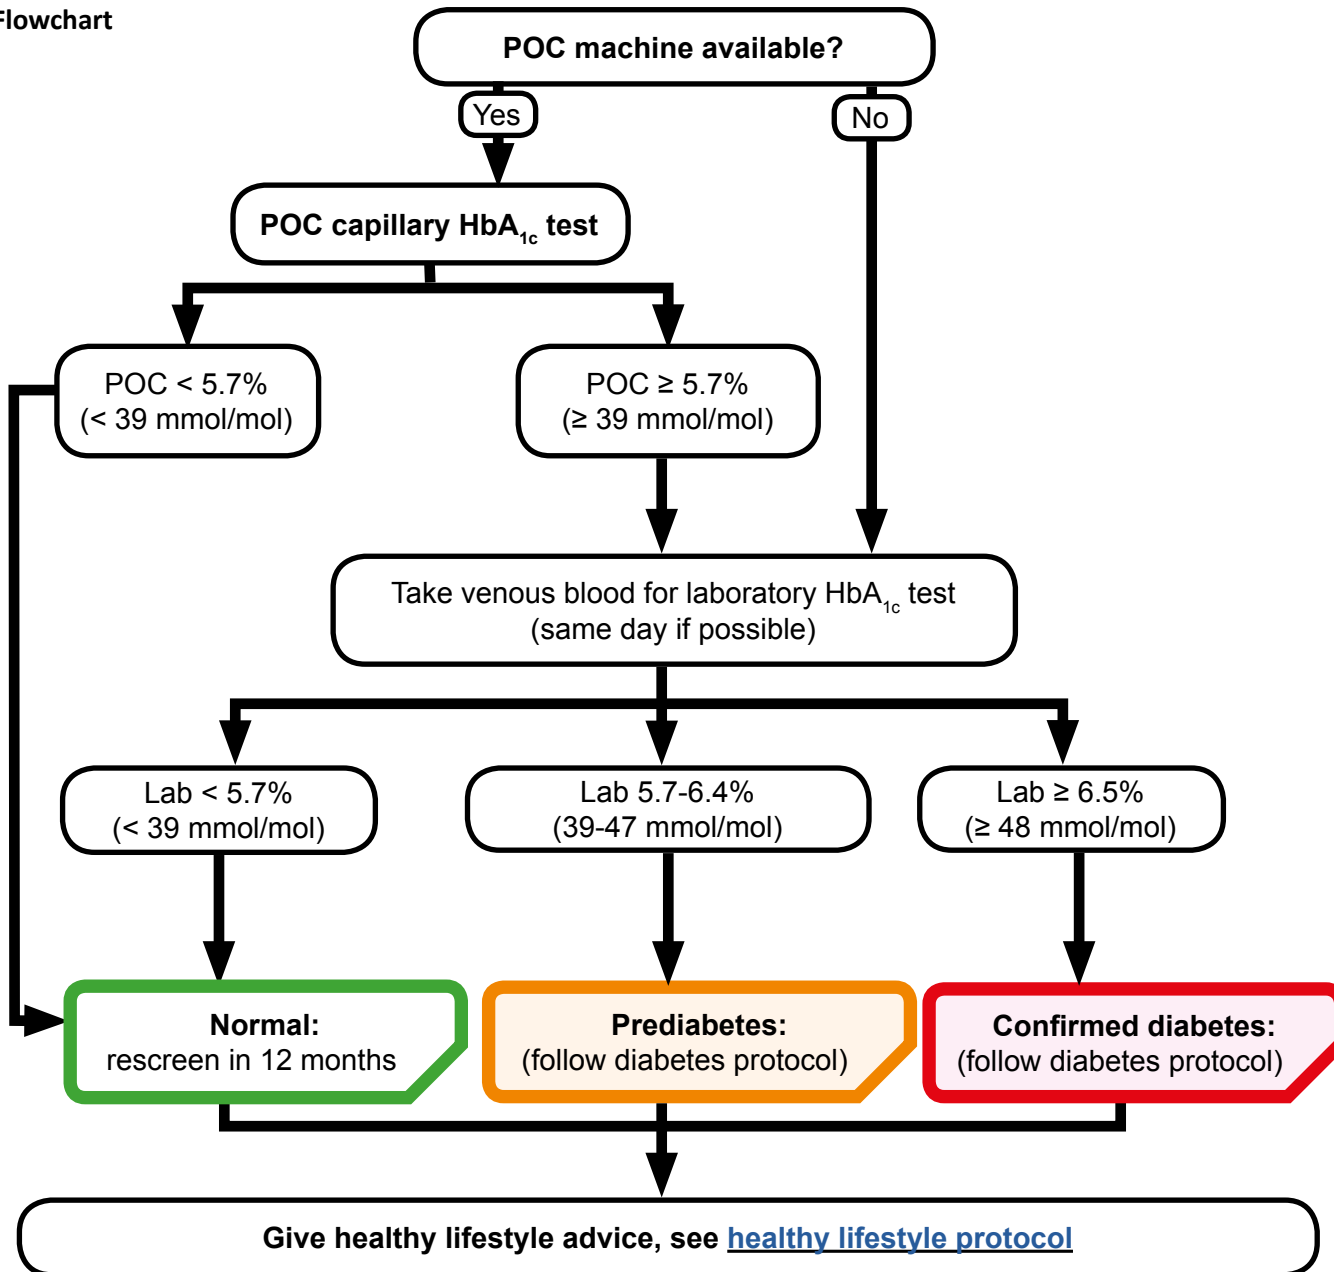 Flowchart
POC machine available?
Yes
No
POC capillary HbA1c test
POC < 5.7%
(< 39 mmol/mol)
POC ≥ 5.7%
(≥ 39 mmol/mol)
Take venous blood for laboratory HbA1c test
(same day if possible)
Lab < 5.7%
(< 39 mmol/mol)
Lab 5.7-6.4%
(39-47 mmol/mol)
Lab ≥ 6.5%
(≥ 48 mmol/mol)
Normal:
rescreen in 12 months
Prediabetes:
(follow diabetes protocol)
Confirmed diabetes:
(follow diabetes protocol)
Give healthy lifestyle advice, see healthy lifestyle protocol